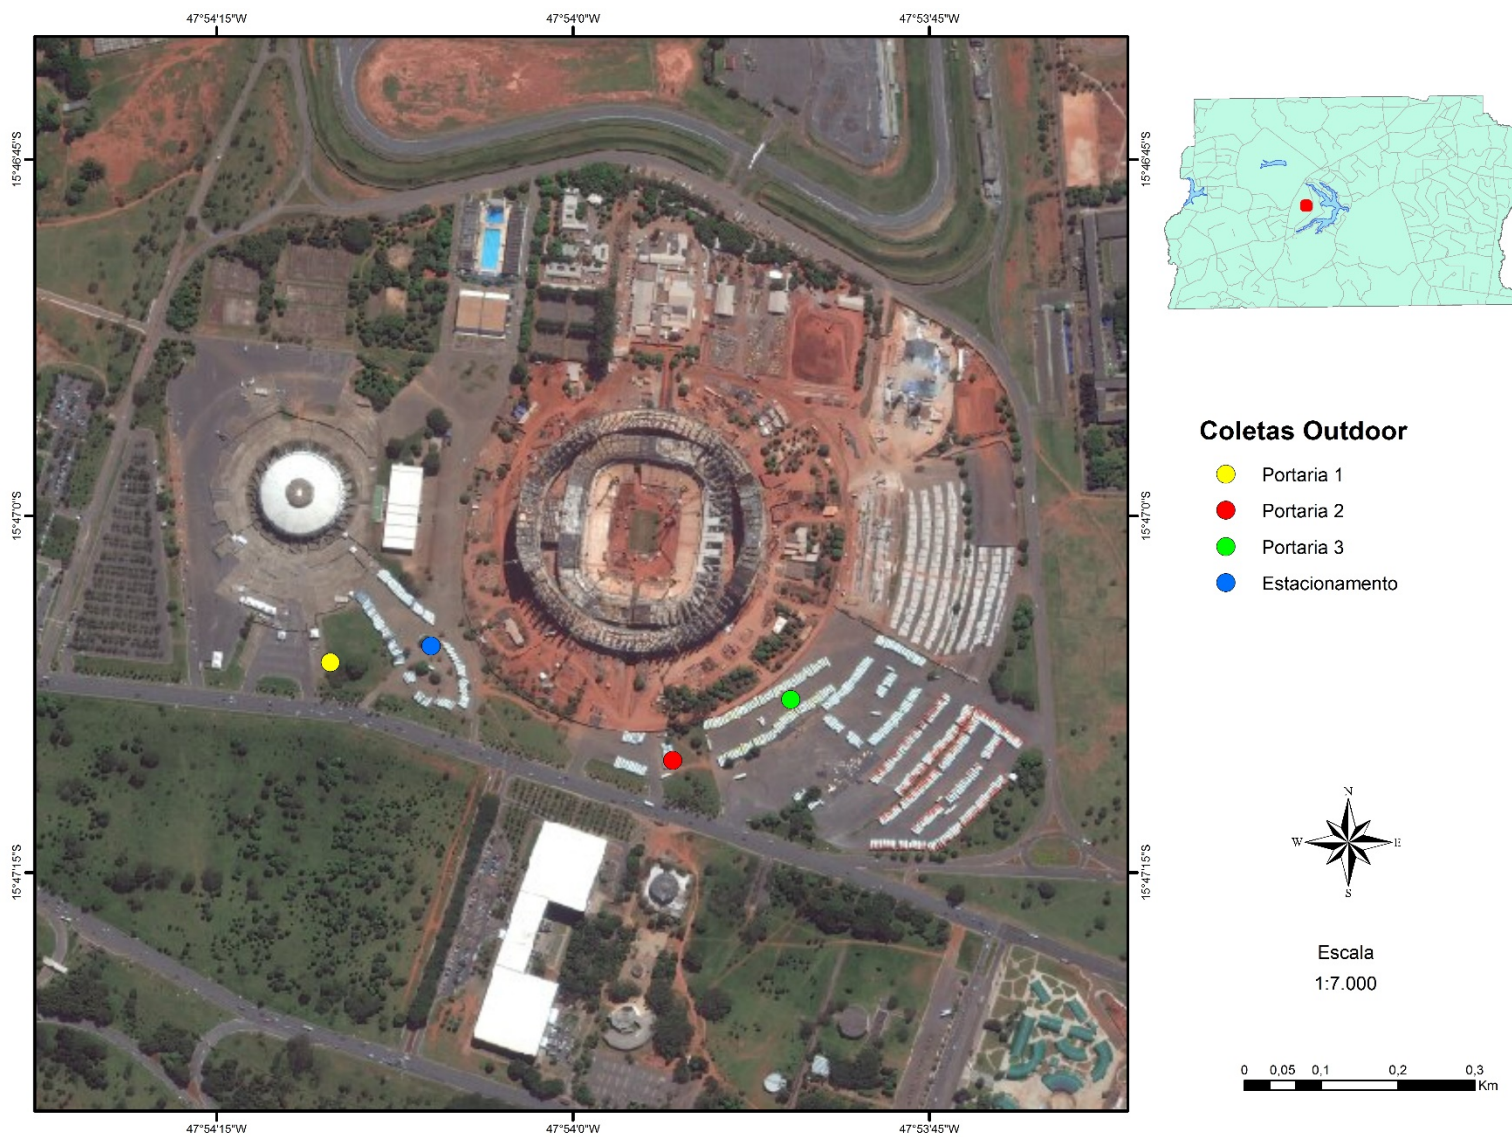 47°54'15"W
47°54'0"W
47°53'45"W
15°46'45"S
15°46'45"S
15°47'0"S
15°47'0"S
15°47'15"S
15°47'15"S
47°54'15"W
47°54'0"W
47°53'45"W
Coletas Outdoor
Portaria 1
Portaria 2
Portaria 3
Estacionamento
N
W
E
S
Escala
1:7.000
0 0,05 0,1 0,2 0,3
Km